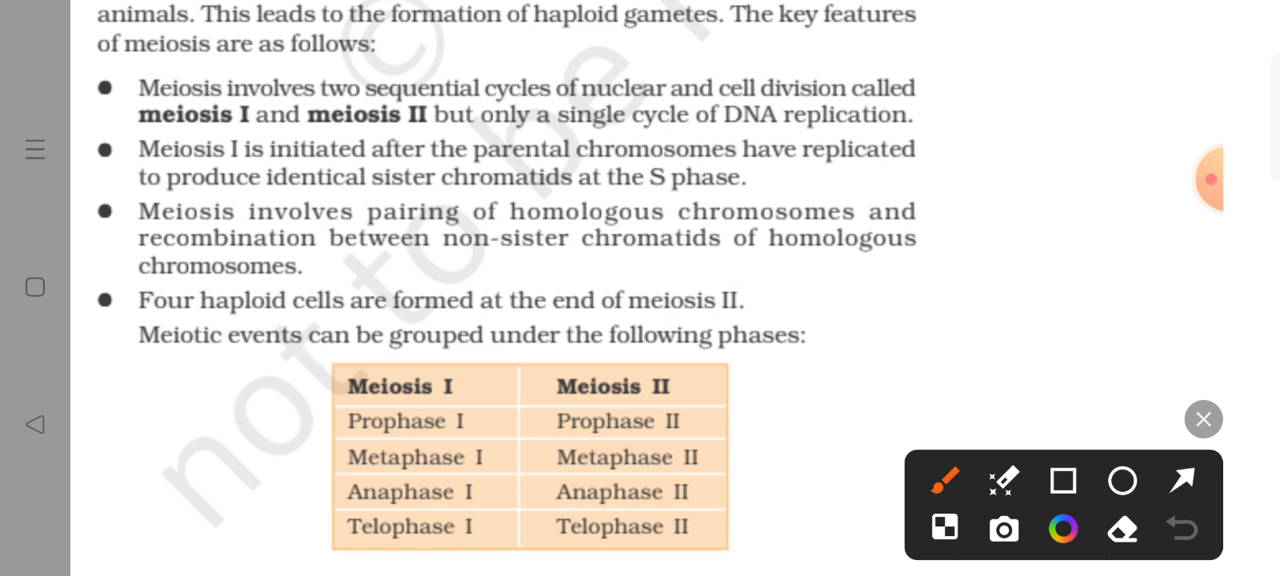 animals. This leads to the formation of haploid gametes. The key features
of meiosis are as follows:
● Meiosis involves two sequential cycles of nuclear and cell division called
meiosis I and meiosis II but only a single cycle of DNA replication.
● Meiosis I is initiated after the parental chromosomes have replicated
to produce identical sister chromatids at the S phase.
● Meiosis involves pairing of homologous chromosomes and
recombination between non-sister chromatids of homologous
chromosomes.
● Four haploid cells are formed at the end of meiosis II.
Meiotic events can be grouped under the following phases:
Meiosis I Meiosis II
Prophase I Prophase II
Metaphase I Metaphase II
Anaphase I Anaphase II
Telophase I Telophase II
© not to be